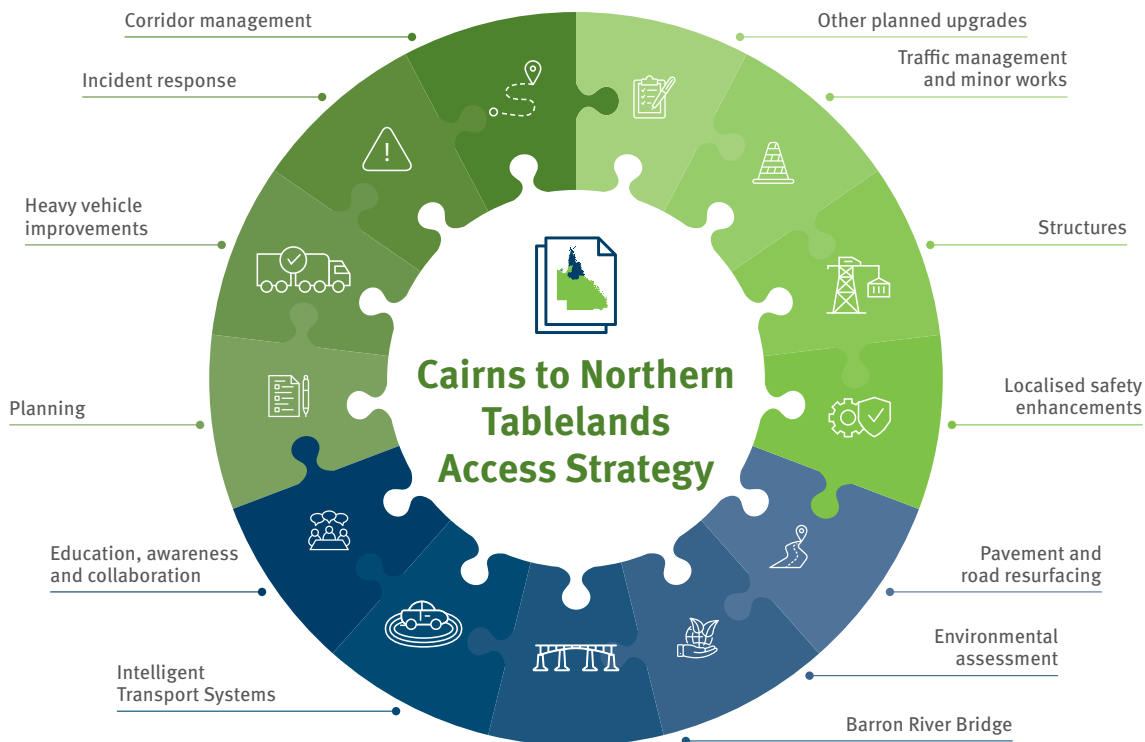 Corridor management
Other planned upgrades
Incident response
Traffic management
and minor works
Heavy vehicle
improvements
Structures
Cairns to Northern
Tablelands
Access Strategy
Planning
Localised safety
enhancements
Education, awareness
and collaboration
Pavement and
road resurfacing
Environmental
assessment
Intelligent
Transport Systems
Barron River Bridge